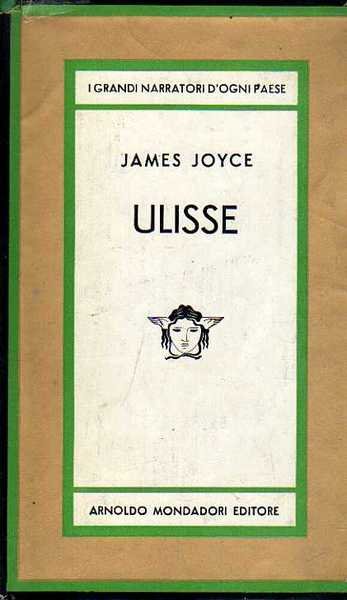 I GRANDI NARRATORI D'OGNI PAESE
JAMES JOYCE
ULISSE
ARNOLDO MONDADORI EDITORE